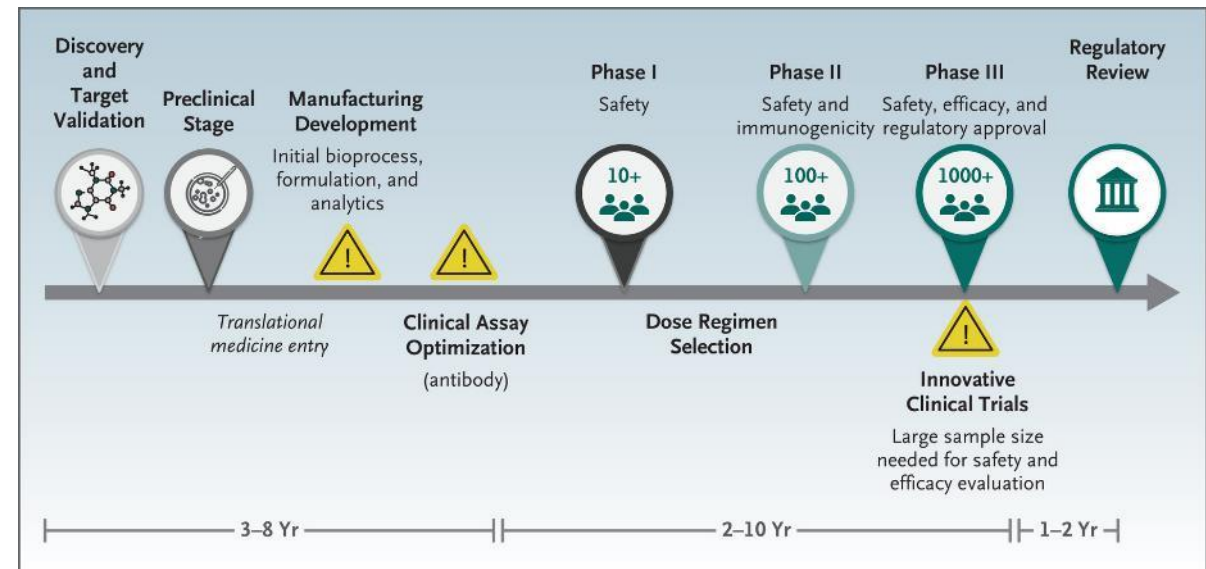 Discovery
and
Target
Validation
Preclinical
Stage
Manufacturing
Development
Initial bioprocess,
formulation, and
analytics
Phase I
Safety
10+
Phase II
Safety and
immunogenicity
100+
Phase III
Safety, efficacy, and
regulatory approval
1000+
Regulatory
Review
!
!
Translational
medicine entry
Clinical Assay
Optimization
(antibody)
Dose Regimen
Selection
!
Innovative
Clinical Trials
Large sample size
needed for safety and
efficacy evaluation
3–8 Yr
2–10 Yr
1–2 Yr